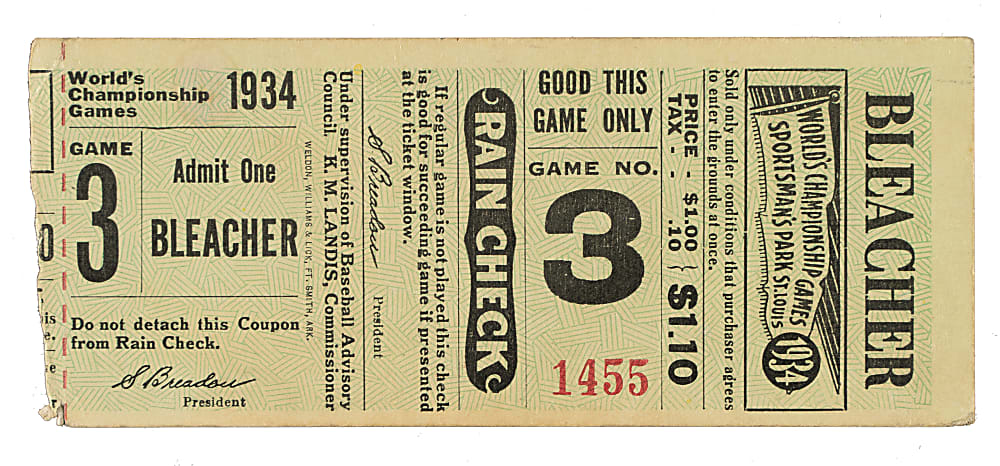 World's
Championship
Games
1934
GAME
3
Admit One
BLEACHER
Do not detach this Coupon
from Rain Check.
S Breadon
President
WELDON, WILLIAMS & LICK, FT. SMITH, ARK.
Under supervision of Baseball Advisory
Council. K. M. LANDIS, Commissioner
S Breadon
President
If regular game is not played this check
is good for succeeding game if presented
at the ticket window.
RAIN CHECK
GOOD THIS
GAME ONLY
GAME NO.
3
1455
PRICE - $1.00
TAX - - .10
$1.10
Sold only under conditions that purchaser agrees
to enter the grounds at once.
WORLD'S CHAMPIONSHIP GAMES
SPORTSMAN'S PARK ST. LOUIS
1934
BLEACHER